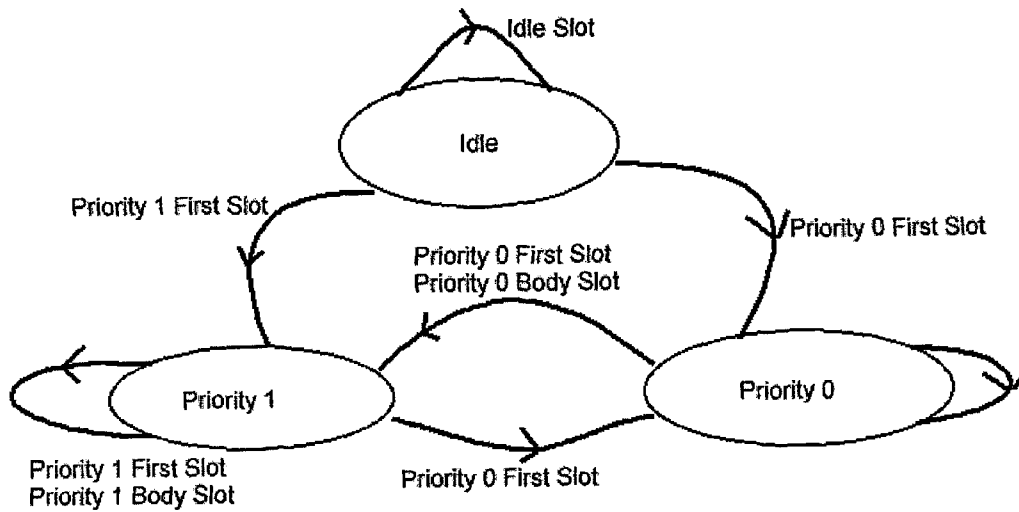 Idle Slot
Idle
Priority 1 First Slot
Priority 0 First Slot
Priority 0 First Slot
Priority 0 Body Slot
Priority 1
Priority 0
Priority 1 First Slot
Priority 1 Body Slot
Priority 0 First Slot